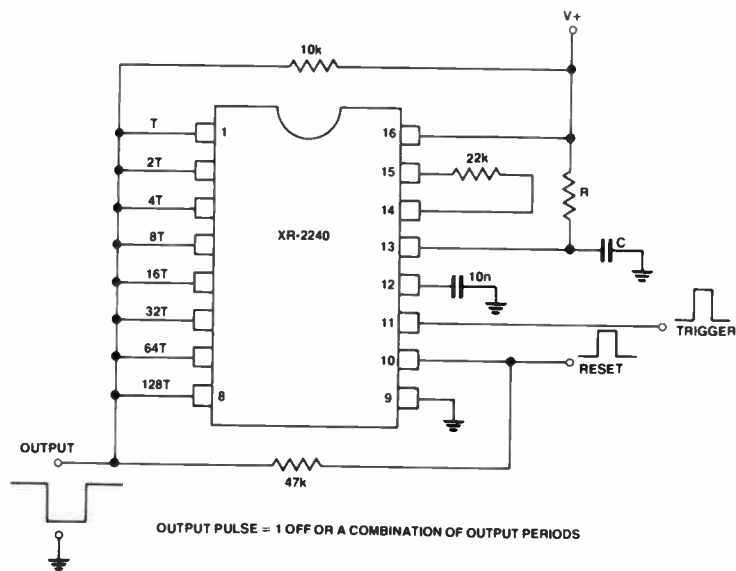 V+
10k
T
1
16
2T
15
22k
4T
14
R
8T
XR-2240
13
C
16T
12
10n
32T
11
TRIGGER
64T
10
RESET
128T
8
9
OUTPUT
47k
OUTPUT PULSE = 1 OFF OR A COMBINATION OF OUTPUT PERIODS